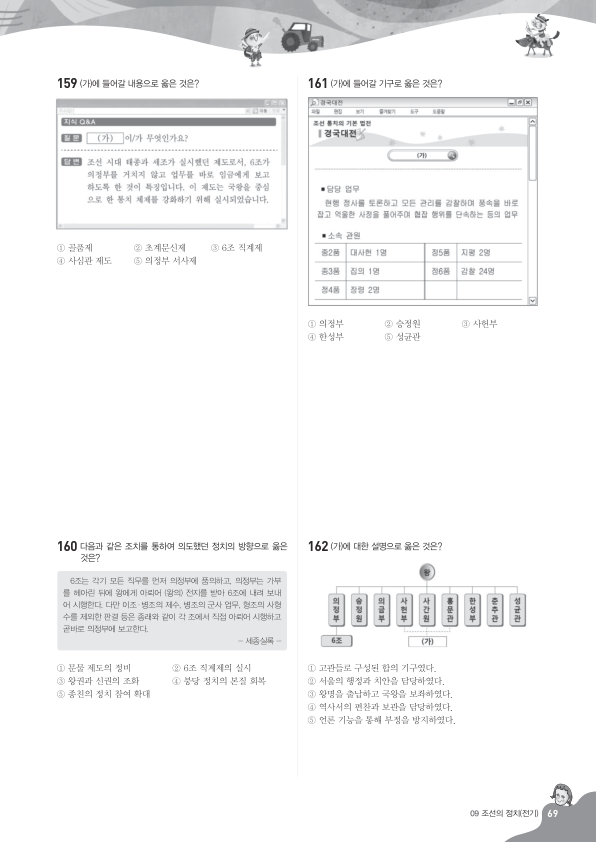 159 (가)에 들어갈 내용으로 옳은 것은?
지식 Q&A
질문 (가) 이/가 무엇인가요?
답변 조선 시대 태종과 세조가 실시했던 제도로서, 6조가
의정부를 거치지 않고 업무를 바로 임금에게 보고
하도록 한 것이 특징입니다. 이 제도는 국왕을 중심
으로 한 통치 체제를 강화하기 위해 실시되었습니다.
① 골품제 ② 초계문신제 ③ 6조 직계제
④ 사심관 제도 ⑤ 의정부 서사제
160 다음과 같은 조치를 통하여 의도했던 정치의 방향으로 옳은
것은?
6조는 각기 모든 직무를 먼저 의정부에 품의하고, 의정부는 가부
를 헤아린 뒤에 왕에게 아뢰어 (왕의) 전지를 받아 6조에 내려 보내
어 시행한다. 다만 이조·병조의 제수, 병조의 군사 업무, 형조의 사형
수를 제외한 판결 등은 종래와 같이 각 조에서 직접 아뢰어 시행하고
곧바로 의정부에 보고한다.
- 세종실록 -
① 문물 제도의 정비 ② 6조 직계제의 실시
③ 왕권과 신권의 조화 ④ 붕당 정치의 본질 회복
⑤ 종친의 정치 참여 확대
161 (가)에 들어갈 기구로 옳은 것은?
경국대전
파일 편집 보기 즐겨찾기 도구 도움말
조선 통치의 기본 법전
경국대전
(가)
■ 담당 업무
현행 정사를 토론하고 모든 관리를 감찰하며 풍속을 바로
잡고 억울한 사정을 풀어주며 협잡 행위를 단속하는 등의 업무
■ 소속 관원
종2품 대사헌 1명 정5품 지평 2명
종3품 집의 1명 정6품 감찰 24명
정4품 장령 2명
① 의정부 ② 승정원 ③ 사헌부
④ 한성부 ⑤ 성균관
162 (가)에 대한 설명으로 옳은 것은?
왕
의정부 승정원 의금부 사헌부 사간원 홍문관 한성부 춘추관 성균관
6조 (가)
① 고관들로 구성된 합의 기구였다.
② 서울의 행정과 치안을 담당하였다.
③ 왕명을 출납하고 국왕을 보좌하였다.
④ 역사서의 편찬과 보관을 담당하였다.
⑤ 언론 기능을 통해 부정을 방지하였다.
09 조선의 정치(전기) 69